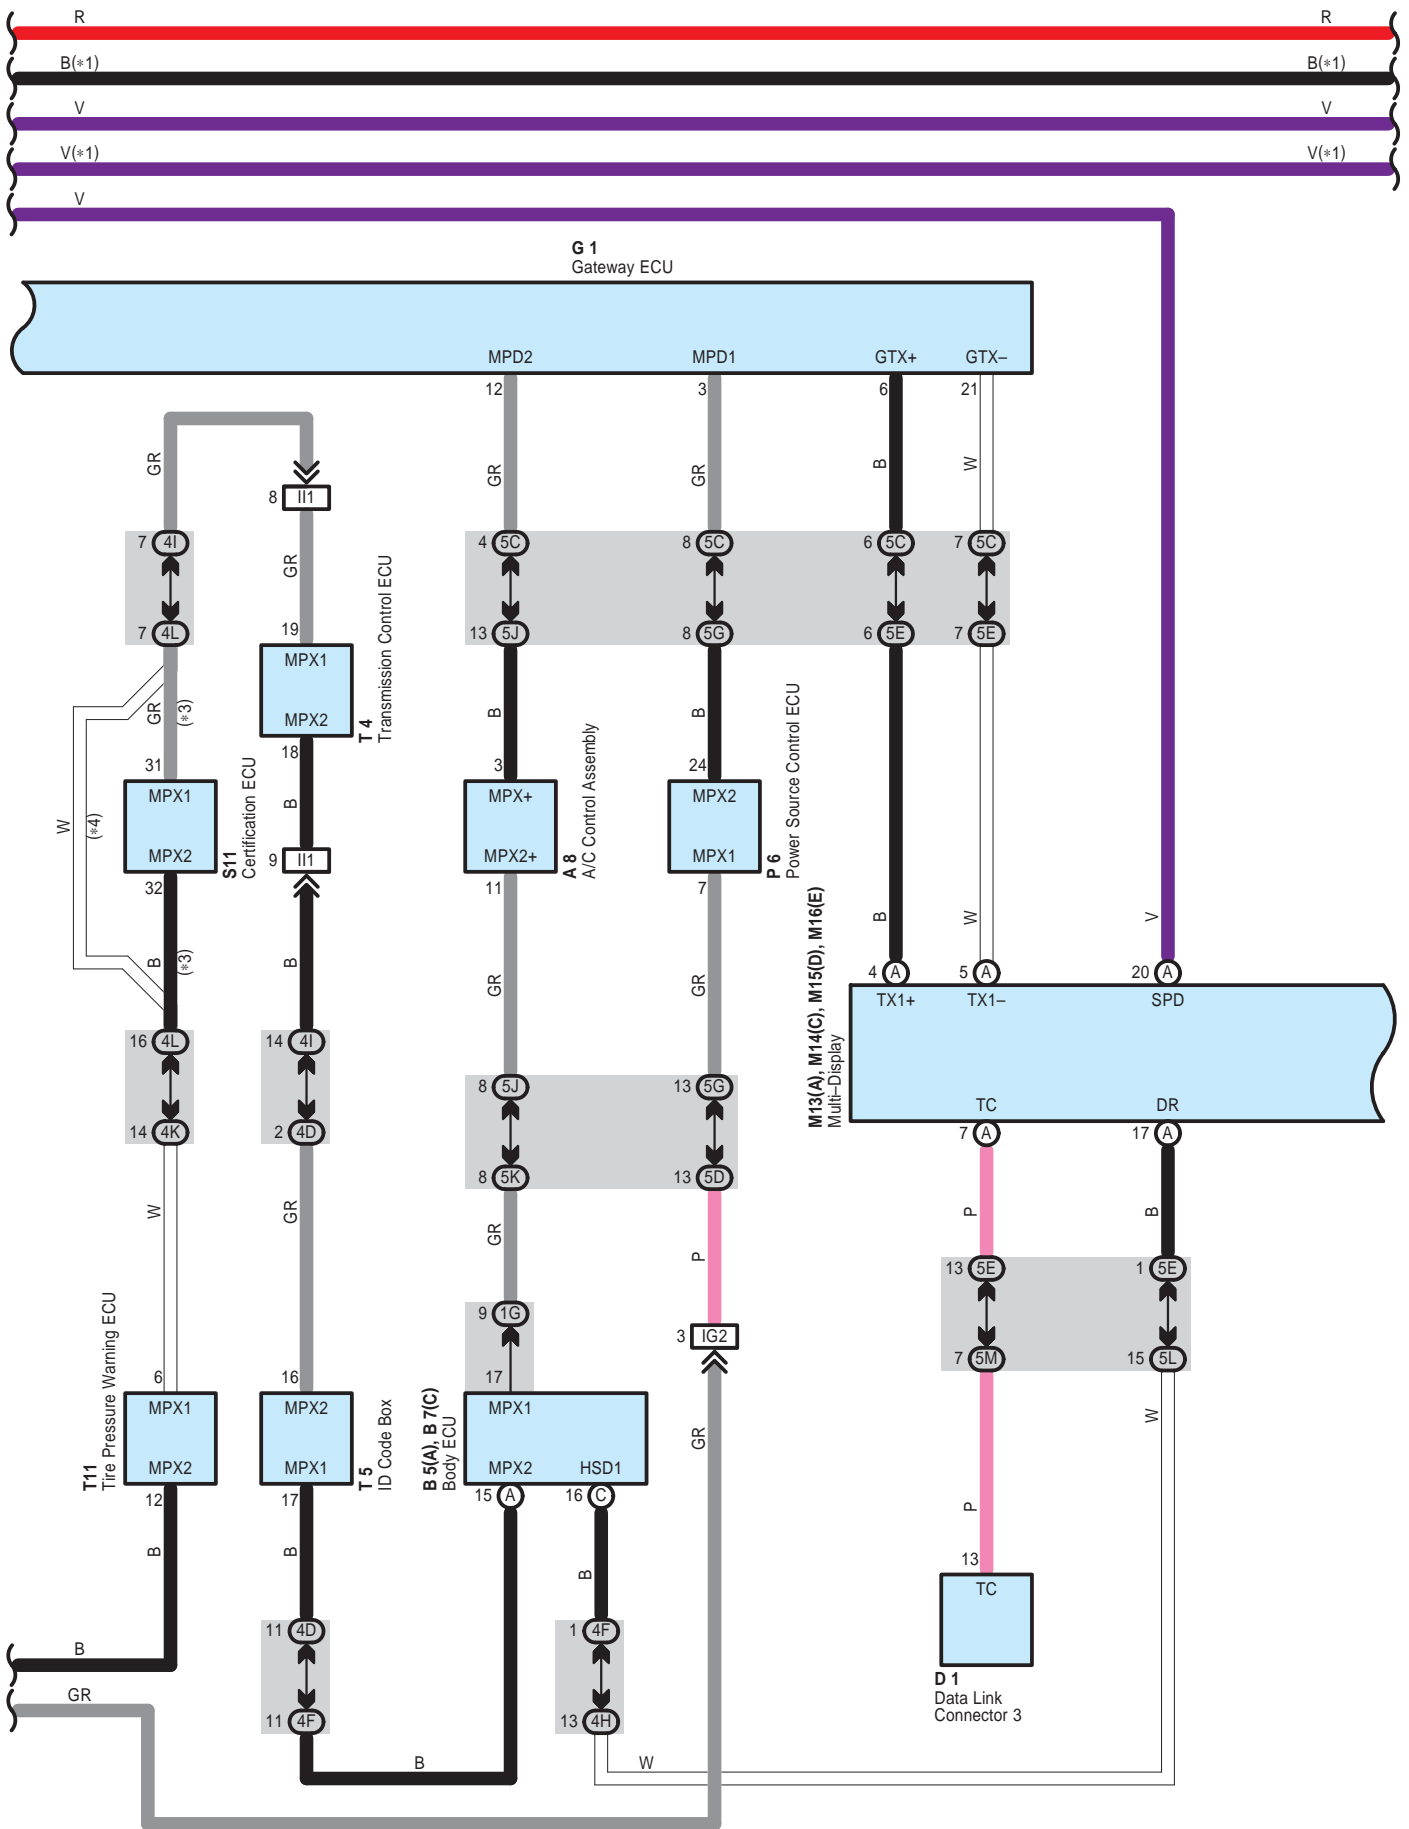 R R
B(∗1) B(∗1)
V V
V(∗1) V(∗1)
V
G 1
Gateway ECU
MPD2 MPD1 GTX+ GTX–
12 3 6 21
GR GR GR B W
8 II1
7 4I 4 5C 8 5C 6 5C 7 5C
GR
7 4L 19 13 5J 8 5G 6 5E 7 5E
MPX1
MPX2
T 4
Transmission Control ECU
GR
(∗3)
B B
18
31 3 24
MPX1 MPX+ MPX2
MPX2 MPX2+ MPX1
S11
Certification ECU
A 8
A/C Control Assembly
P 6
Power Source Control ECU
W
(∗4)
B
9 II1
32 11 7
B
(∗3)
B GR GR B W V
M13(A), M14(C), M15(D), M16(E)
Multi–Display
4 A 5 A 20 A
TX1+ TX1– SPD
TC DR
7 A 17 A
16 4L 14 4I 8 5J 13 5G
14 4K 2 4D 8 5K 13 5D
W GR GR P P B
13 5E 1 5E
9 1G 3 IG2
7 5M 15 5L
6 16 17
MPX1 MPX2 MPX1
MPX2 MPX1 MPX2 HSD1
T11
Tire Pressure Warning ECU
T 5
ID Code Box
B 5(A), B 7(C)
Body ECU
GR W
12 17 15 A 16 C
B B B P
13
TC
D 1
Data Link
Connector 3
11 4D 1 4F
B
GR
11 4F 13 4H
B W